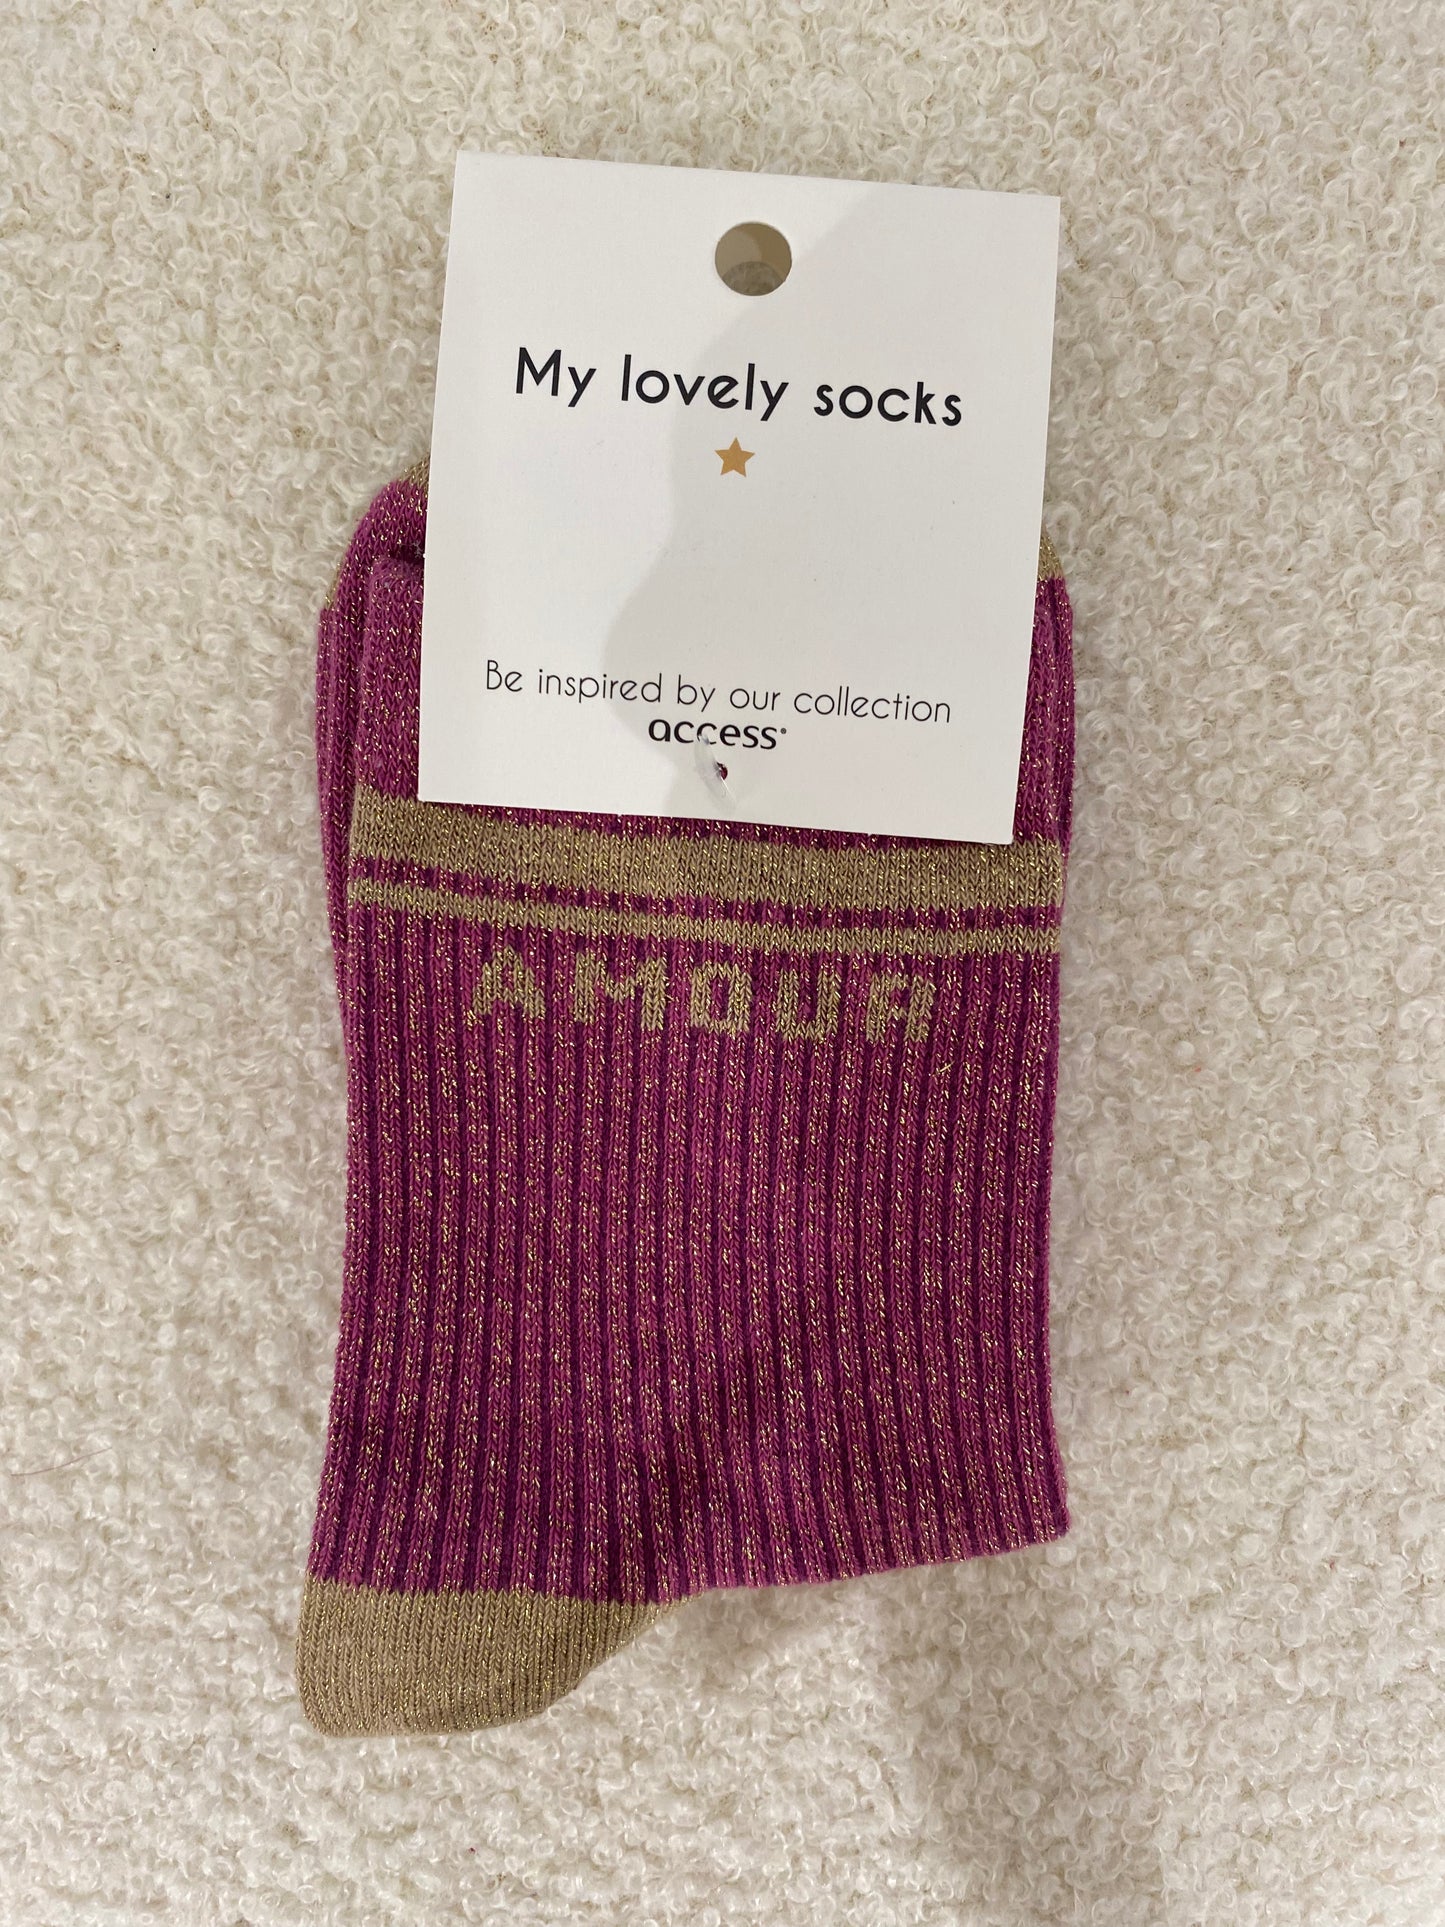 My lovely socks
Be inspired by our collection
access®
AMOUR